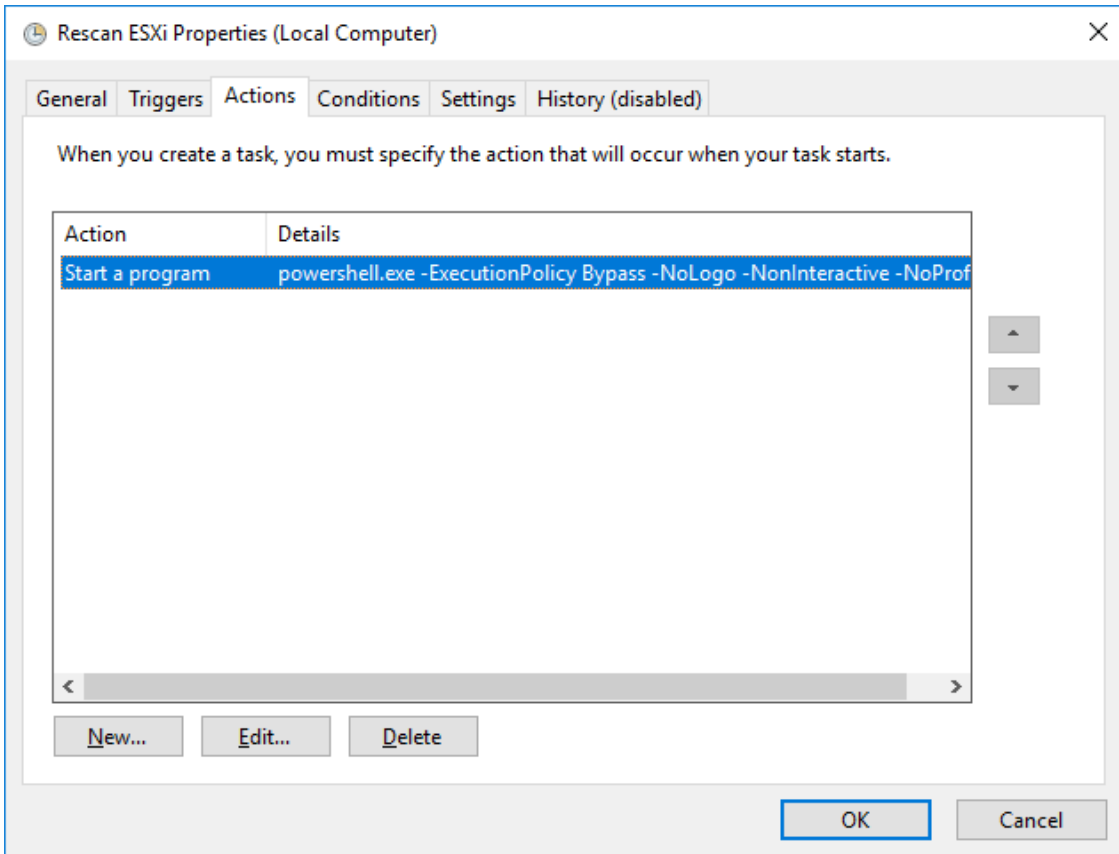 Rescan ESXi Properties (Local Computer)
General Triggers Actions Conditions Settings History (disabled)
When you create a task, you must specify the action that will occur when your task starts.
Action Details
Start a program powershell.exe -ExecutionPolicy Bypass -NoLogo -NonInteractive -NoProf
New... Edit... Delete
OK Cancel